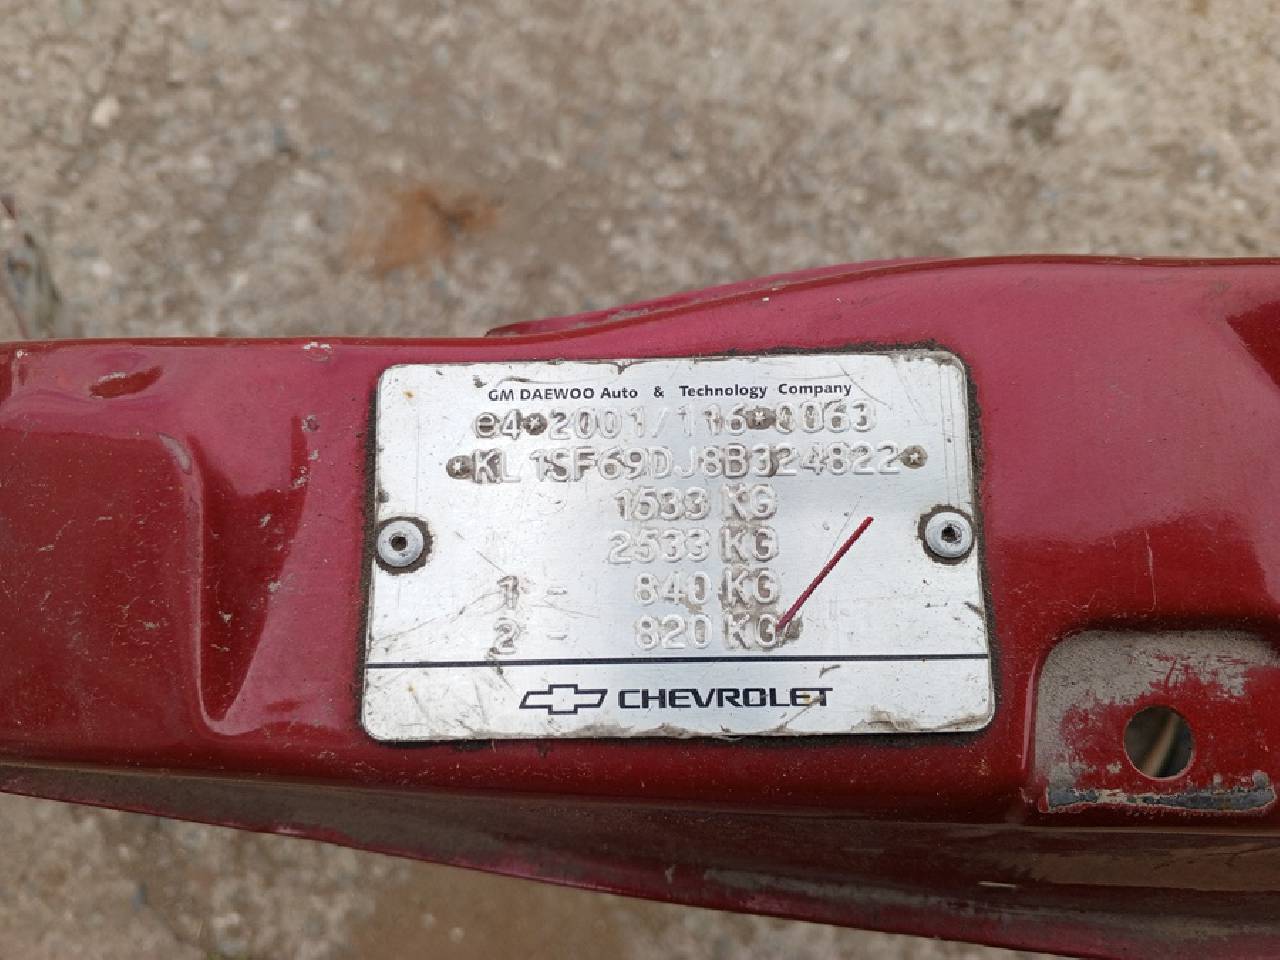 GM DAEWOO Auto & Technology Company
e4*2001/116*0063
*KL1SF69DJ8B324822*
1533 KG
2533 KG
1 - 840 KG
2 - 820 KG
CHEVROLET